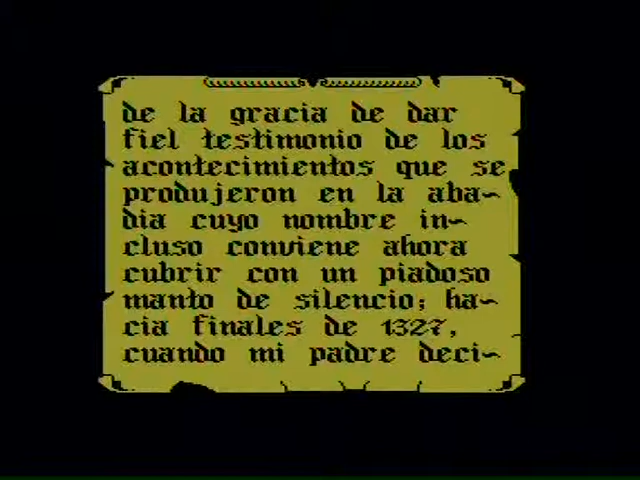 de la gracia de dar
fiel testimonio de los
acontecimientos que se
produjeron en la aba~
dia cuyo nombre in~
cluso conviene ahora
cubrir con un piadoso
manto de silencio; ha~
cia finales de 1327,
cuando mi padre deci~